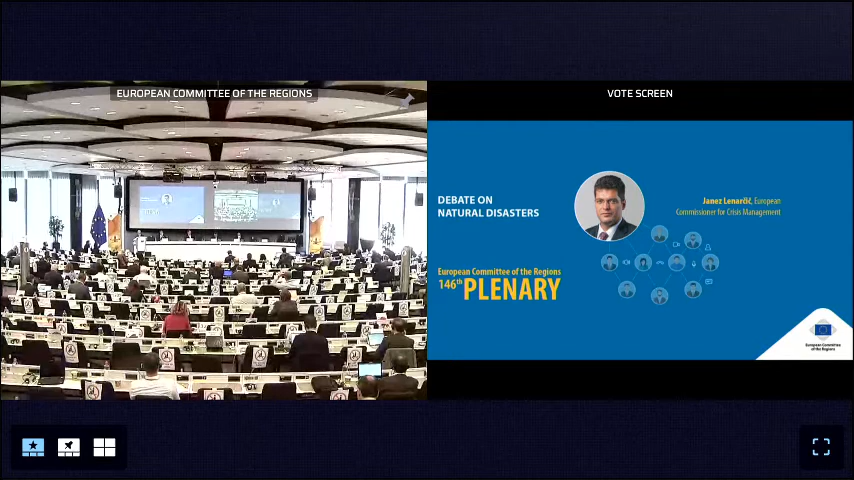 EUROPEAN COMMITTEE OF THE REGIONS
VOTE SCREEN
DEBATE ON
NATURAL DISASTERS
Janez Lenarčič, European
Commissioner for Crisis Management
European Committee of the Regions
146th PLENARY
European Committee
of the Regions